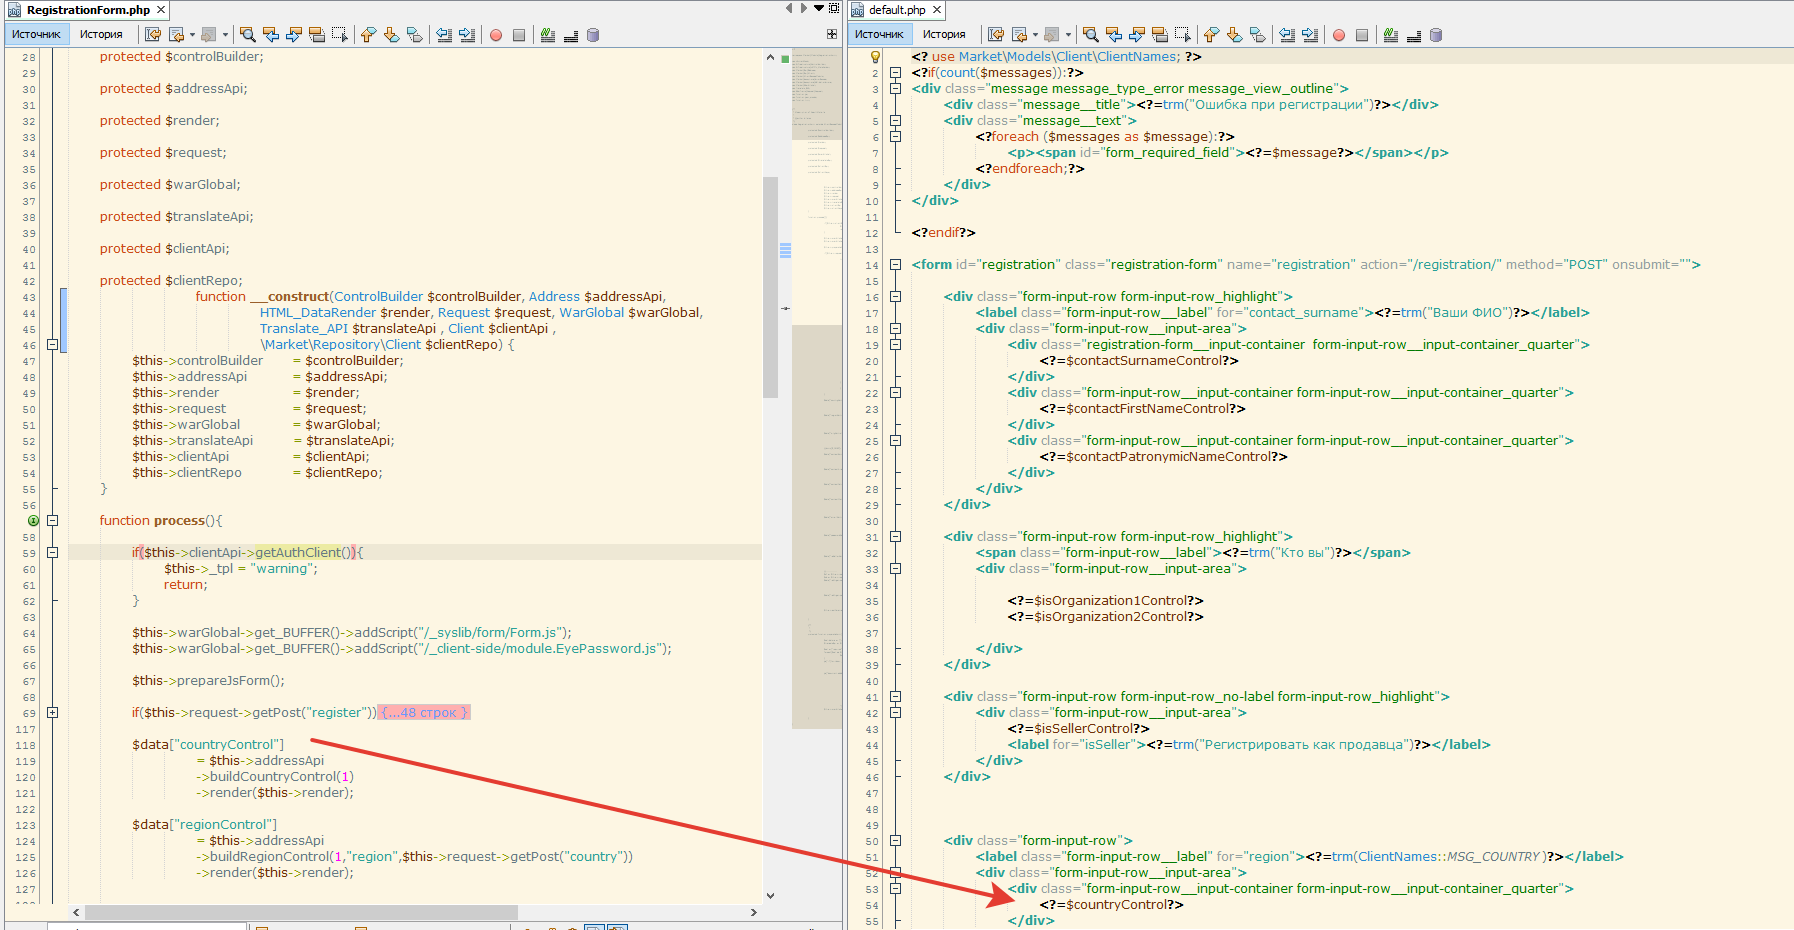 RegistrationForm.php
Источник История
28 protected $controlBuilder;
29
30 protected $addressApi;
31
32 protected $render;
33
34 protected $request;
35
36 protected $warGlobal;
37
38 protected $translateApi;
39
40 protected $clientApi;
41
42 protected $clientRepo;
43 function __construct(ControlBuilder $controlBuilder, Address $addressApi,
44 HTML_DataRender $render, Request $request, WarGlobal $warGlobal,
45 Translate_API $translateApi , Client $clientApi ,
46 \Market\Repository\Client $clientRepo) {
47 $this->controlBuilder = $controlBuilder;
48 $this->addressApi = $addressApi;
49 $this->render = $render;
50 $this->request = $request;
51 $this->warGlobal = $warGlobal;
52 $this->translateApi = $translateApi;
53 $this->clientApi = $clientApi;
54 $this->clientRepo = $clientRepo;
55 }
56
function process(){
58
59 if($this->clientApi->getAuthClient()){
60 $this->_tpl = "warning";
61 return;
62 }
63
64 $this->warGlobal->get_BUFFER()->addScript("/_syslib/form/Form.js");
65 $this->warGlobal->get_BUFFER()->addScript("/_client-side/module.EyePassword.js");
66
67 $this->prepareJsForm();
68
69 if($this->request->getPost("register")) {...48 строк }
117
118 $data["countryControl"]
119 = $this->addressApi
120 ->buildCountryControl(1)
121 ->render($this->render);
122
123 $data["regionControl"]
124 = $this->addressApi
125 ->buildRegionControl(1,"region",$this->request->getPost("country"))
126 ->render($this->render);
127
default.php
Источник История
<? use Market\Models\Client\ClientNames; ?>
2 <?if(count($messages)):?>
3 <div class="message message_type_error message_view_outline">
4 <div class="message__title"><?=trm("Ошибка при регистрации")?></div>
5 <div class="message__text">
6 <?foreach ($messages as $message):?>
7 <p><span id="form_required_field"><?=$message?></span></p>
8 <?endforeach;?>
9 </div>
10 </div>
11
12 <?endif?>
13
14 <form id="registration" class="registration-form" name="registration" action="/registration/" method="POST" onsubmit="">
15
16 <div class="form-input-row form-input-row_highlight">
17 <label class="form-input-row__label" for="contact_surname"><?=trm("Ваши ФИО")?></label>
18 <div class="form-input-row__input-area">
19 <div class="registration-form__input-container  form-input-row__input-container_quarter">
20 <?=$contactSurnameControl?>
21 </div>
22 <div class="form-input-row__input-container form-input-row__input-container_quarter">
23 <?=$contactFirstNameControl?>
24 </div>
25 <div class="form-input-row__input-container form-input-row__input-container_quarter">
26 <?=$contactPatronymicNameControl?>
27 </div>
28 </div>
29 </div>
30
31 <div class="form-input-row form-input-row_highlight">
32 <span class="form-input-row__label"><?=trm("Кто вы")?></span>
33 <div class="form-input-row__input-area">
34
35 <?=$isOrganization1Control?>
36 <?=$isOrganization2Control?>
37
38 </div>
39 </div>
40
41 <div class="form-input-row form-input-row_no-label form-input-row_highlight">
42 <div class="form-input-row__input-area">
43 <?=$isSellerControl?>
44 <label for="isSeller"><?=trm("Регистрировать как продавца")?></label>
45 </div>
46 </div>
47
48
49
50 <div class="form-input-row">
51 <label class="form-input-row__label" for="region"><?=trm(ClientNames::MSG_COUNTRY)?></label>
52 <div class="form-input-row__input-area">
53 <div class="form-input-row__input-container form-input-row__input-container_quarter">
54 <?=$countryControl?>
55 </div>